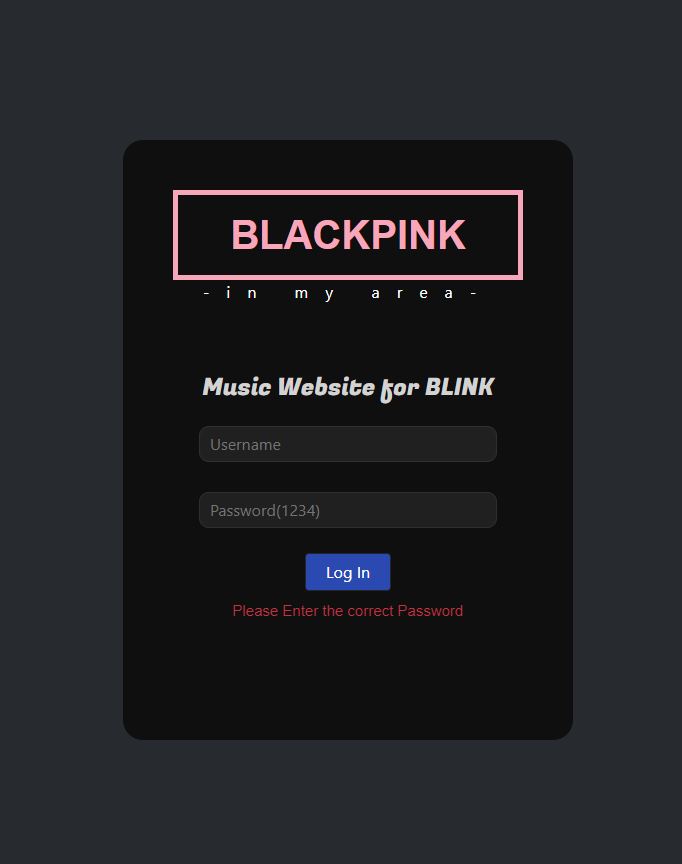 BLACKPINK
-in my area-
Music Website for BLINK
Username
Password(1234)
Log In
Please Enter the correct Password